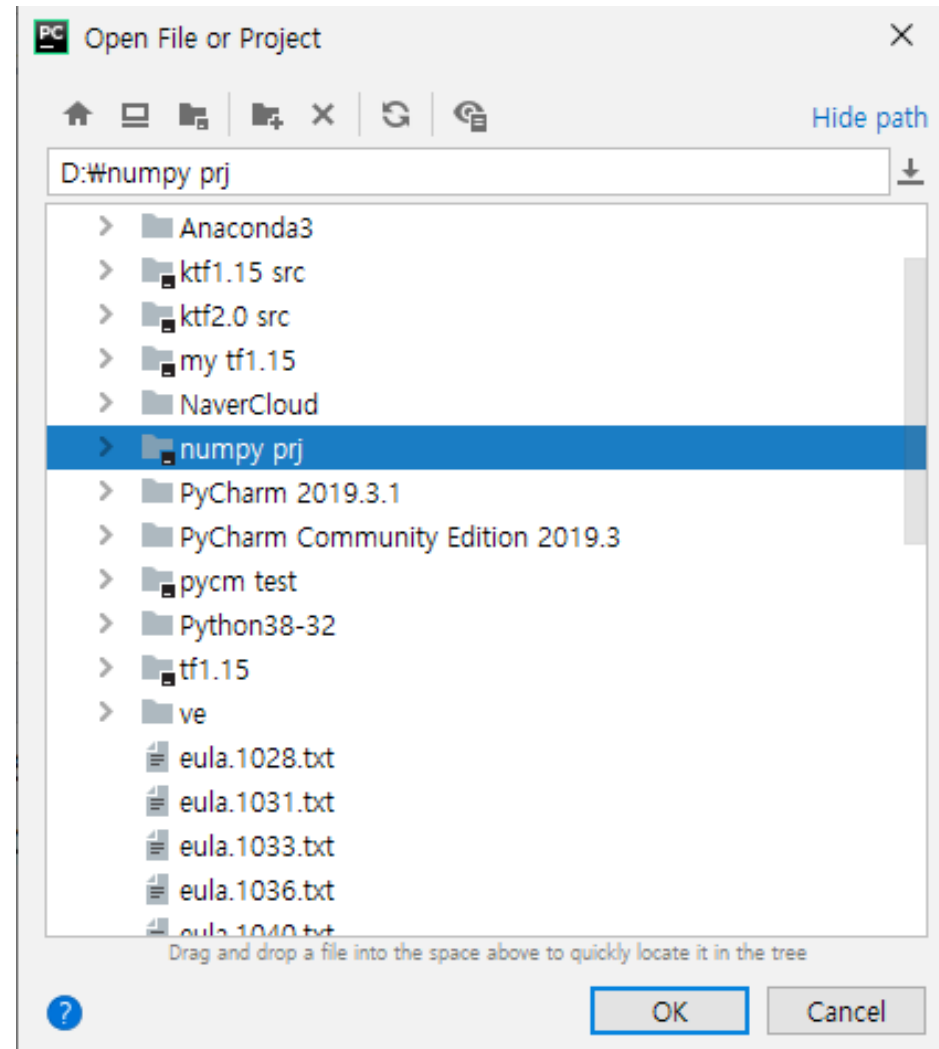 PC Open File or Project
Hide path
D:₩numpy prj
Anaconda3
ktf1.15 src
ktf2.0 src
my tf1.15
NaverCloud
numpy prj
PyCharm 2019.3.1
PyCharm Community Edition 2019.3
pycm test
Python38-32
tf1.15
ve
eula.1028.txt
eula.1031.txt
eula.1033.txt
eula.1036.txt
eula.1040.txt
Drag and drop a file into the space above to quickly locate it in the tree
? OK Cancel